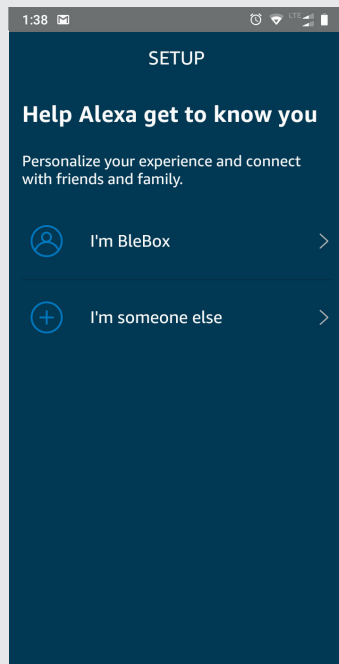 1:38
LTE
SETUP
Help Alexa get to know you
Personalize your experience and connect
with friends and family.
I'm BleBox
I'm someone else